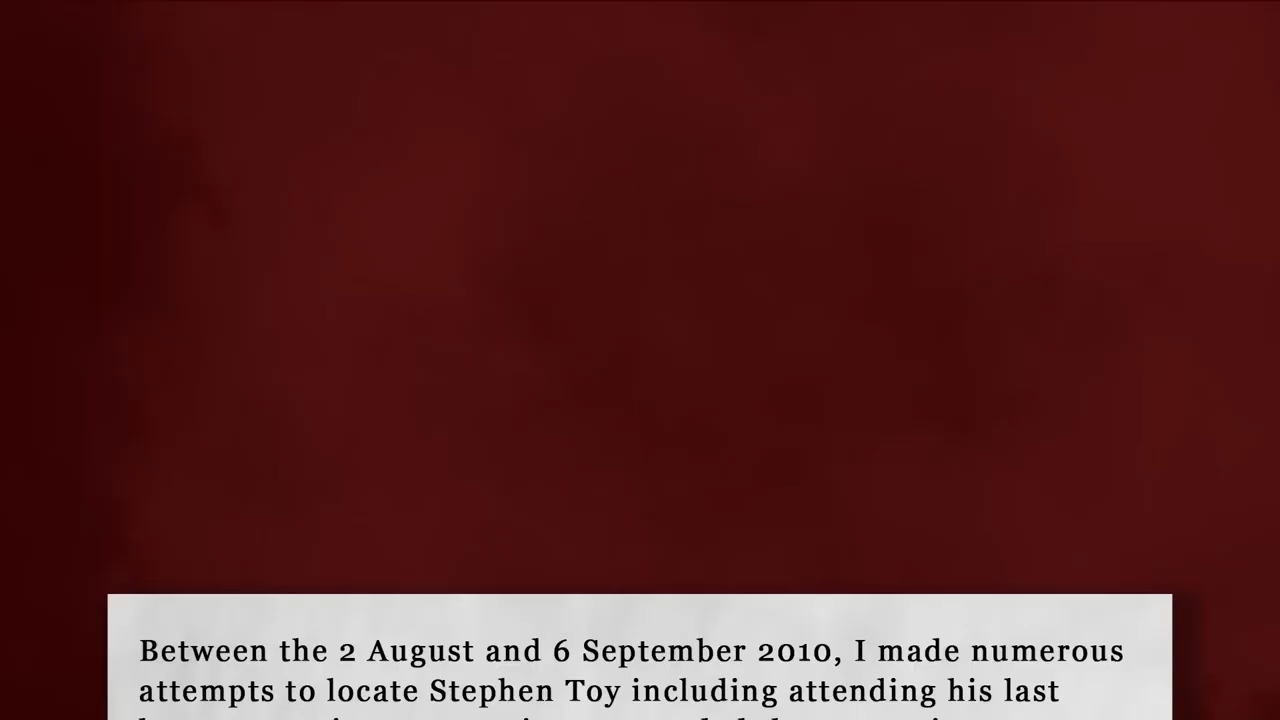 Between the 2 August and 6 September 2010, I made numerous
attempts to locate Stephen Toy including attending his last